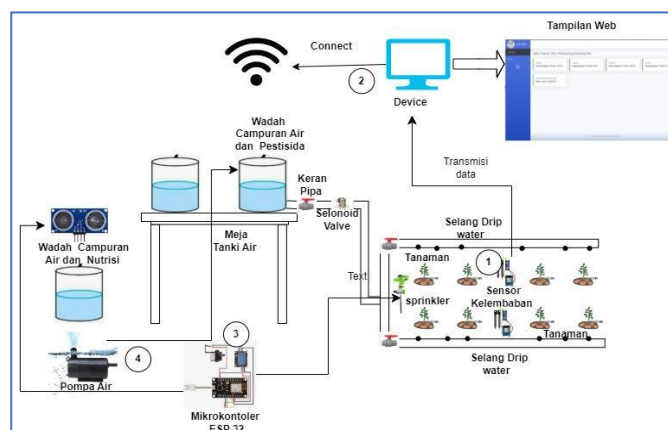 Tampilan Web
Connect
2
Device
Wadah
Campuran Air
dan Pestisida
Keran
Pipa
Selonoid
Valve
Transmisi
data
Wadah Campuran
Air dan Nutrisi
Meja
Tanki Air
Selang Drip
water
Tanaman
1
Sensor
Kelembaban
Text
sprinkler
Tanaman
Selang Drip
water
3
4
Pompa Air
Mikrokontoler
ESP 32